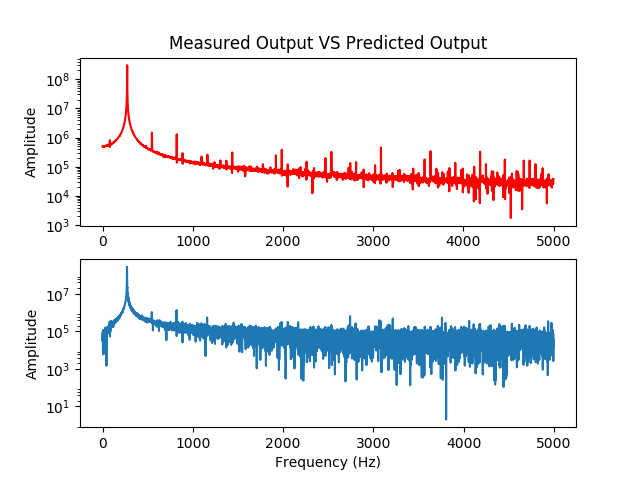 Measured Output VS Predicted Output
Amplitude
10⁸
10⁷
10⁶
10⁵
10⁴
10³
0 1000 2000 3000 4000 5000
Amplitude
10⁷
10⁵
10³
10¹
0 1000 2000 3000 4000 5000
Frequency (Hz)